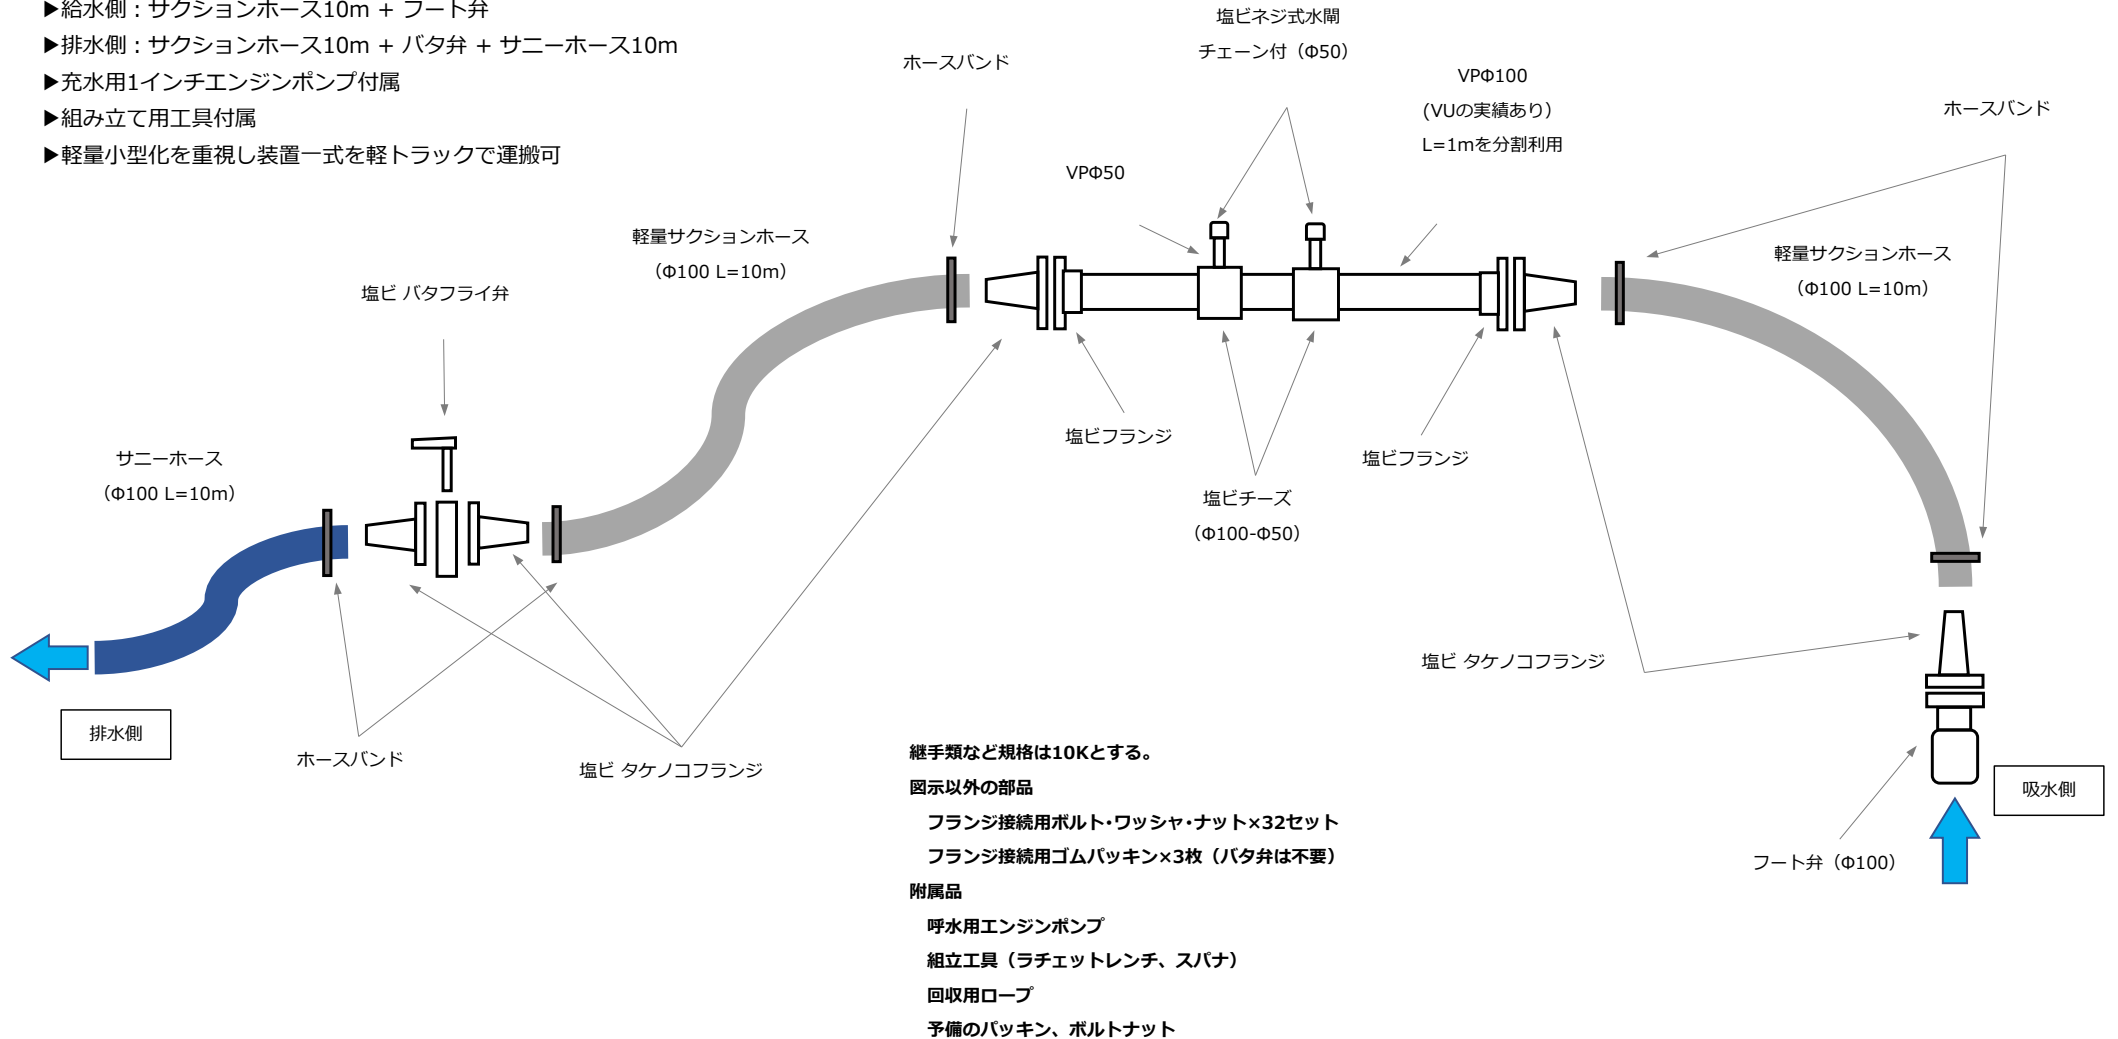 ▶給水側：サクションホース10m + フート弁
▶排水側：サクションホース10m + バタ弁 + サニーホース10m
▶充水用1インチエンジンポンプ付属
▶組み立て用工具付属
▶軽量小型化を重視し装置一式を軽トラックで運搬可
ホースバンド
塩ビネジ式水閘
チェーン付（Φ50）
VPΦ100
(VUの実績あり）
L=1mを分割利用
ホースバンド
VPΦ50
軽量サクションホース
（Φ100 L=10m）
軽量サクションホース
（Φ100 L=10m）
塩ビ バタフライ弁
サニーホース
（Φ100 L=10m）
塩ビフランジ
塩ビフランジ
塩ビチーズ
（Φ100-Φ50）
塩ビ タケノコフランジ
排水側
ホースバンド
塩ビ タケノコフランジ
吸水側
フート弁（Φ100）
継手類など規格は10Kとする。
図示以外の部品
フランジ接続用ボルト・ワッシャ・ナット×32セット
フランジ接続用ゴムパッキン×3枚（バタ弁は不要）
附属品
呼水用エンジンポンプ
組立工具（ラチェットレンチ、スパナ）
回収用ロープ
予備のパッキン、ボルトナット